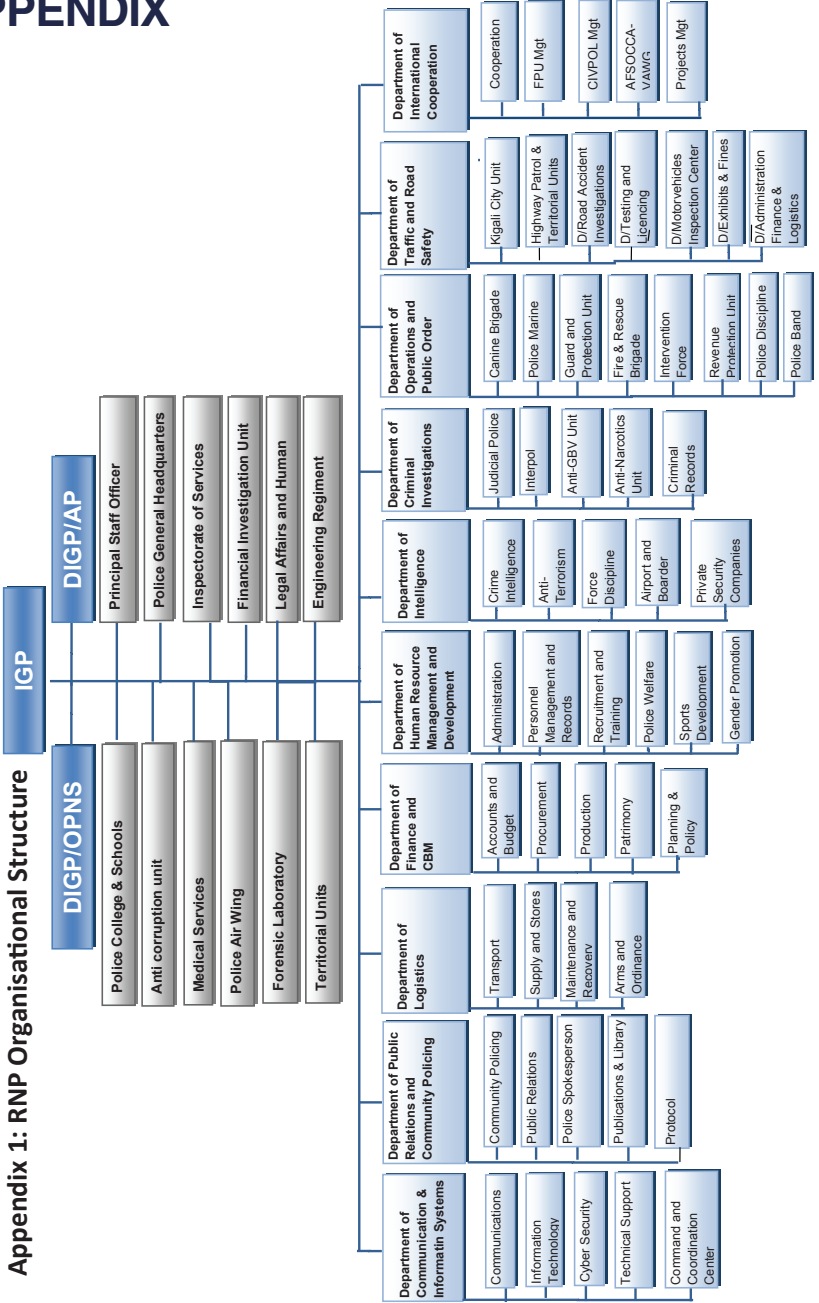 PPENDIX
Appendix 1: RNP Organisational Structure
IGP
DIGP/OPNS
DIGP/AP
Police College & Schools
Anti corruption unit
Medical Services
Police Air Wing
Forensic Laboratory
Territorial Units
Principal Staff Officer
Police General Headquarters
Inspectorate of Services
Financial Investigation Unit
Legal Affairs and Human
Engineering Regiment
Department of
Communication &
Informatin Systems
Communications
Information
Technology
Cyber Security
Technical Support
Command and
Coordination
Center
Department of Public
Relations and
Community Policing
Community Policing
Public Relations
Police Spokesperson
Publications & Library
Protocol
Department of
Logistics
Transport
Supply and Stores
Maintenance and
Recovery
Arms and
Ordinance
Department of
Finance and
CBM
Accounts and
Budget
Procurement
Production
Patrimony
Planning &
Policy
Department of
Human Resource
Management and
Development
Administration
Personnel
Management and
Records
Recruitment and
Training
Police Welfare
Sports
Development
Gender Promotion
Department of
Intelligence
Crime
Intelligence
Anti-
Terrorism
Force
Discipline
Airport and
Boarder
Private
Security
Companies
Department of
Criminal
Investigations
Judicial Police
Interpol
Anti-GBV Unit
Anti-Narcotics
Unit
Criminal
Records
Department of
Operations and
Public Order
Canine Brigade
Police Marine
Guard and
Protection Unit
Fire & Rescue
Brigade
Intervention
Force
Revenue
Protection Unit
Police Discipline
Police Band
Department of
Traffic and Road
Safety
Kigali City Unit
Highway Patrol &
Territorial Units
D/Road Accident
Investigations
D/Testing and
Licencing
D/Motorvehicles
Inspection Center
D/Exhibits & Fines
D/Administration
Finance &
Logistics
Department of
International
Cooperation
Cooperation
FPU Mgt
CIVPOL Mgt
AFSOCCA-
VAWG
Projects Mgt